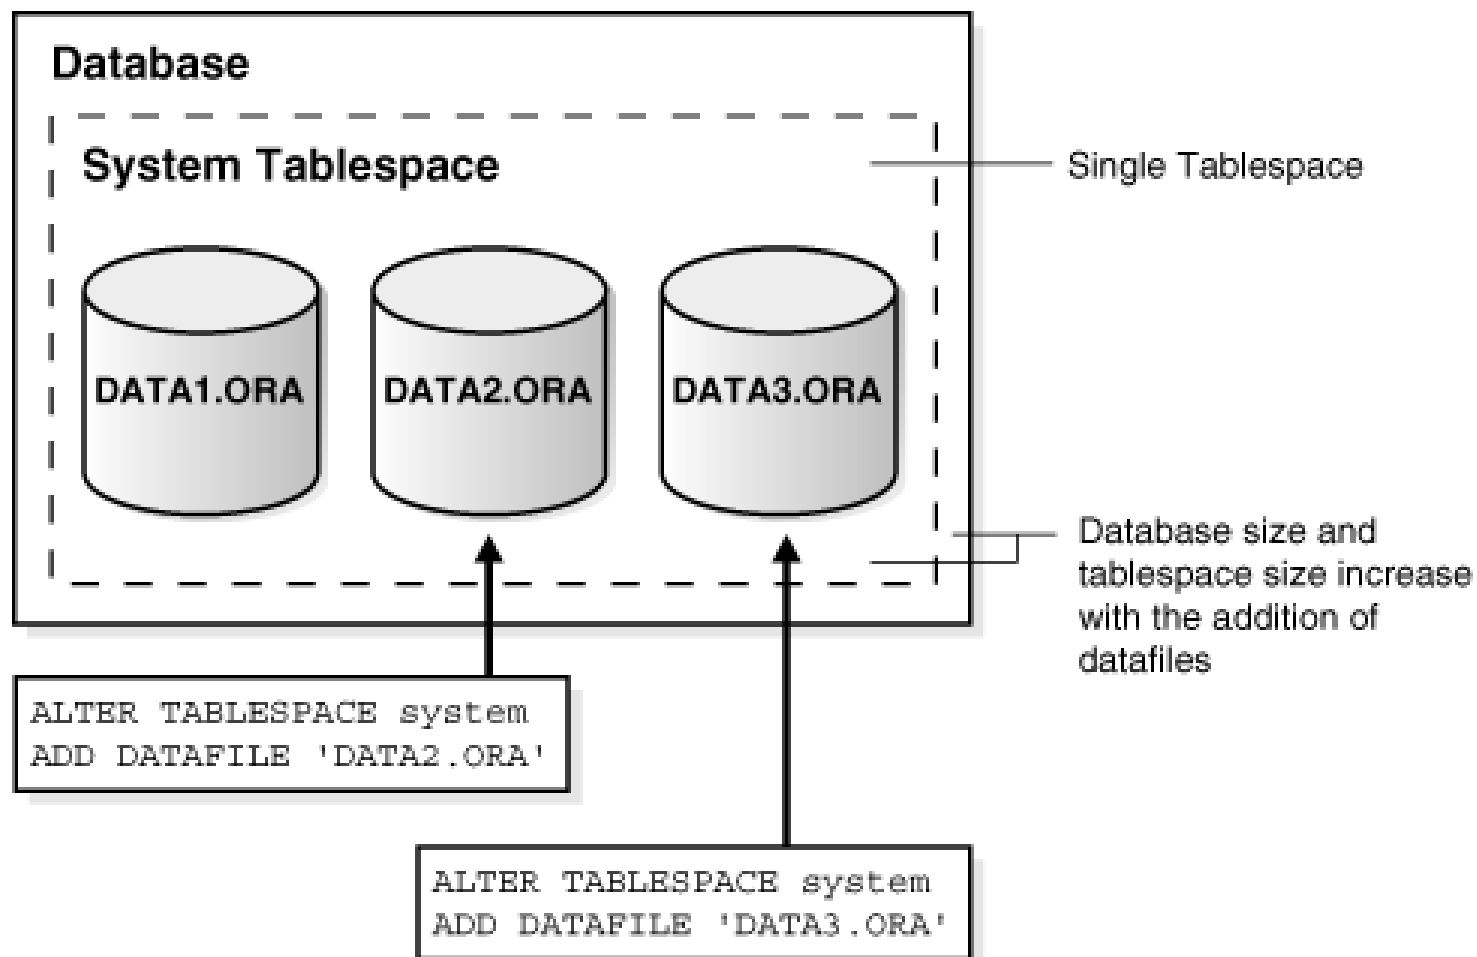 Database
System Tablespace
Single Tablespace
DATA1.ORA
DATA2.ORA
DATA3.ORA
Database size and
tablespace size increase
with the addition of
datafiles
ALTER TABLESPACE system
ADD DATAFILE 'DATA2.ORA'
ALTER TABLESPACE system
ADD DATAFILE 'DATA3.ORA'